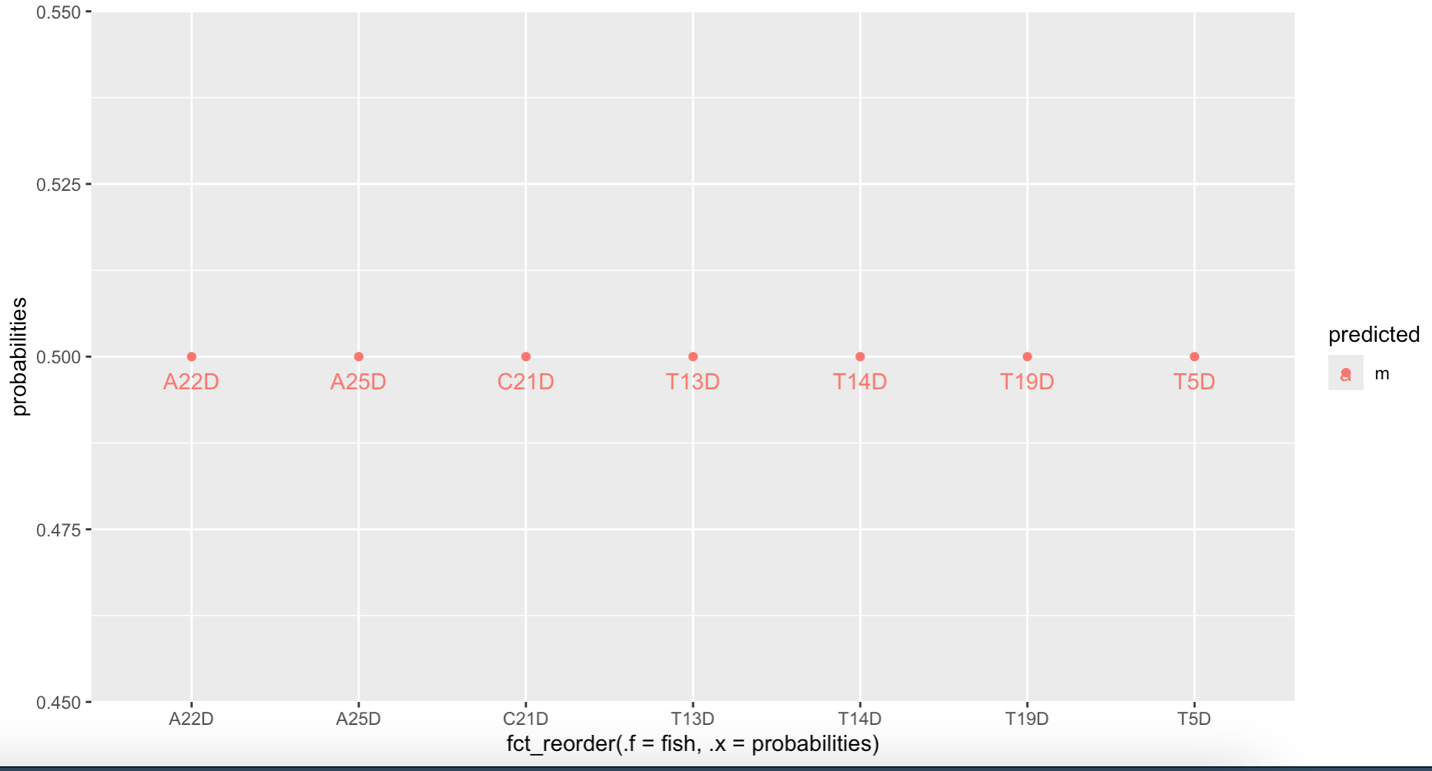 0.550
0.525
0.500
0.475
0.450
probabilities
A22D A25D C21D T13D T14D T19D T5D
A22D A25D C21D T13D T14D T19D T5D
fct_reorder(.f = fish, .x = probabilities)
predicted
a m